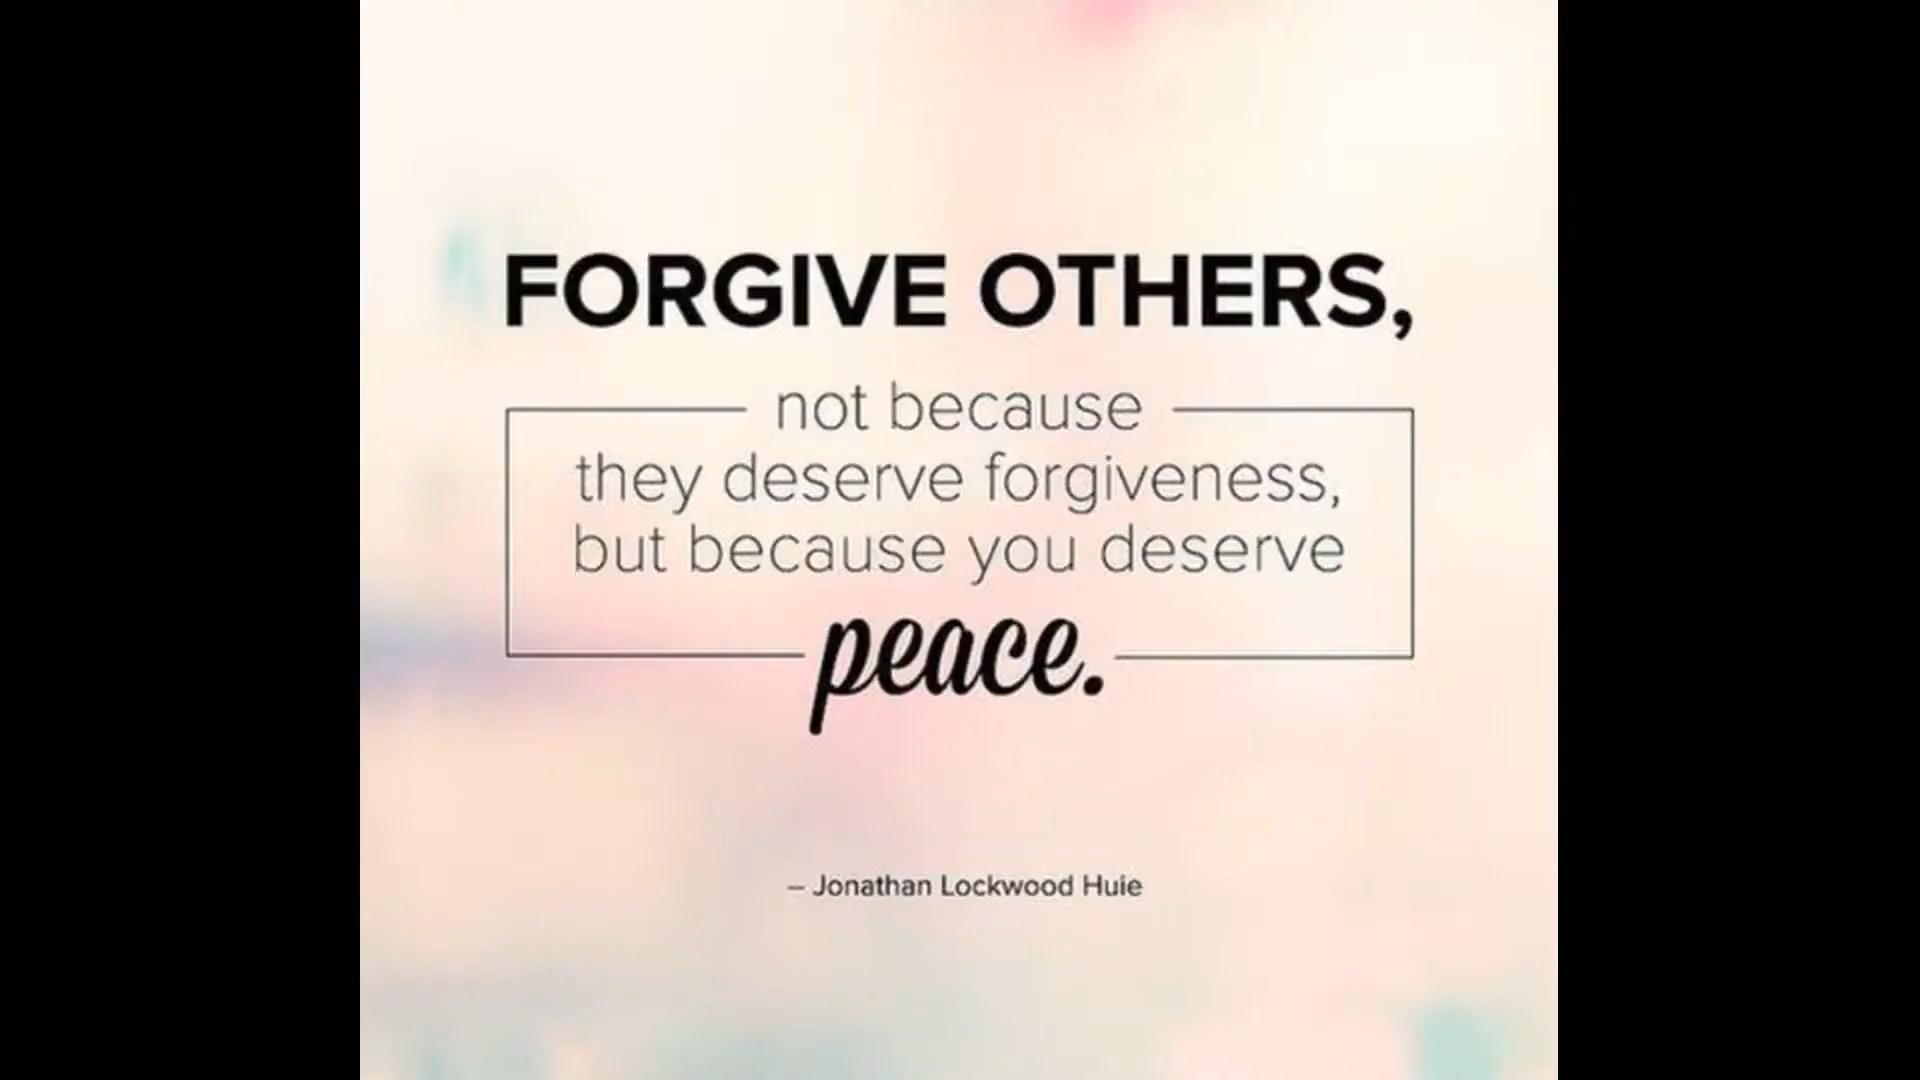 FORGIVE OTHERS,
not because
they deserve forgiveness,
but because you deserve
peace.
– Jonathan Lockwood Huie